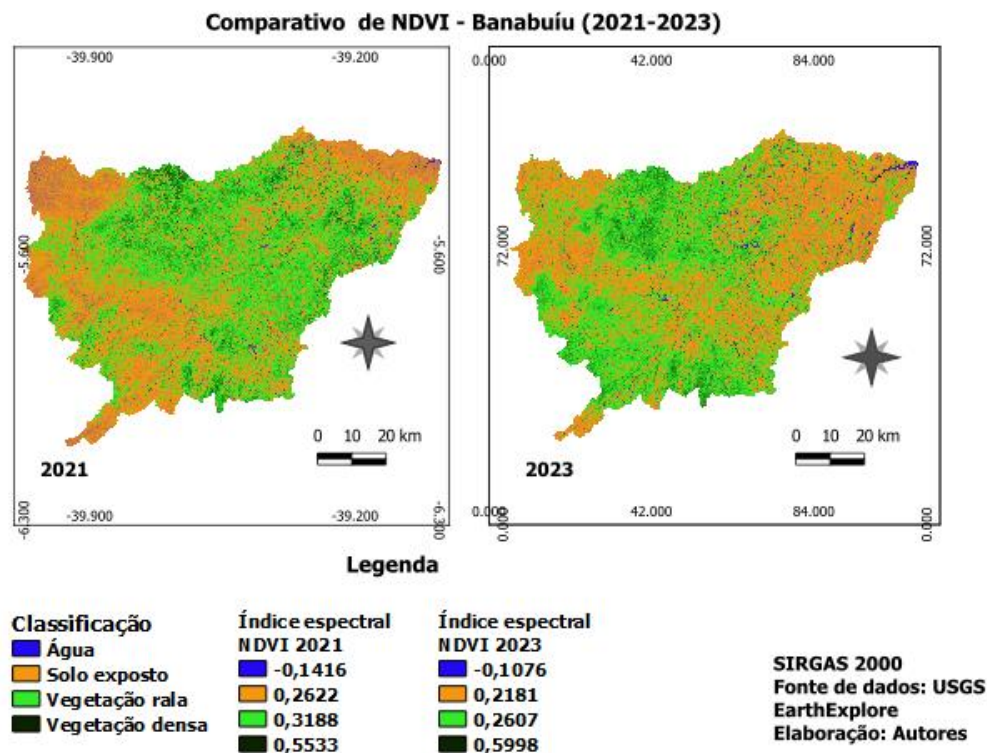 Comparativo de NDVI - Banabuíu (2021-2023)
-39.900 -39.200
-5.600 -5.600
0 10 20 km
2021
-6.300 -39.900 -39.200 -6.300
0.000 42.000 84.000
72.000 72.000
0 10 20 km
2023
0.000 0.000 42.000 84.000 0.000
Legenda
Classificação
Água
Solo exposto
Vegetação rala
Vegetação densa
Índice espectral
NDVI 2021
-0,1416
0,2622
0,3188
0,5533
Índice espectral
NDVI 2023
-0,1076
0,2181
0,2607
0,5998
SIRGAS 2000
Fonte de dados: USGS
EarthExplore
Elaboração: Autores